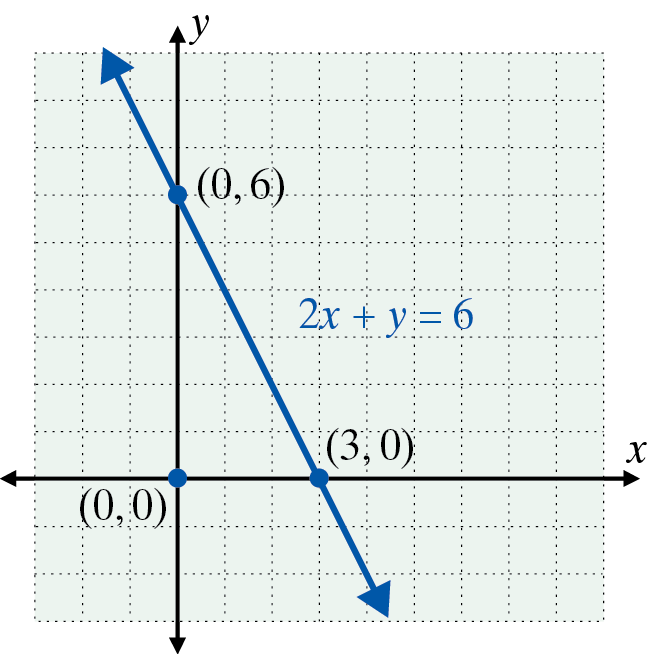 y
(0, 6)
2x + y = 6
(3, 0)
x
(0, 0)